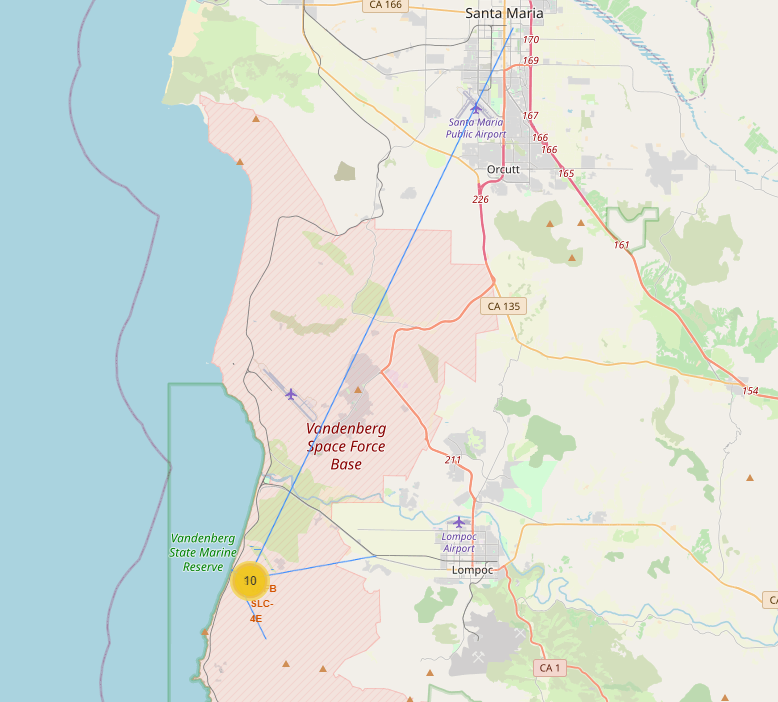 CA 166
Santa Maria
170
169
Santa Maria
Public Airport
167
166
166
Orcutt
165
226
161
CA 135
154
Vandenberg
Space Force
Base
211
Lompoc
Airport
Vandenberg
State Marine
Reserve
Lompoc
10
B
SLC-
4E
CA 1